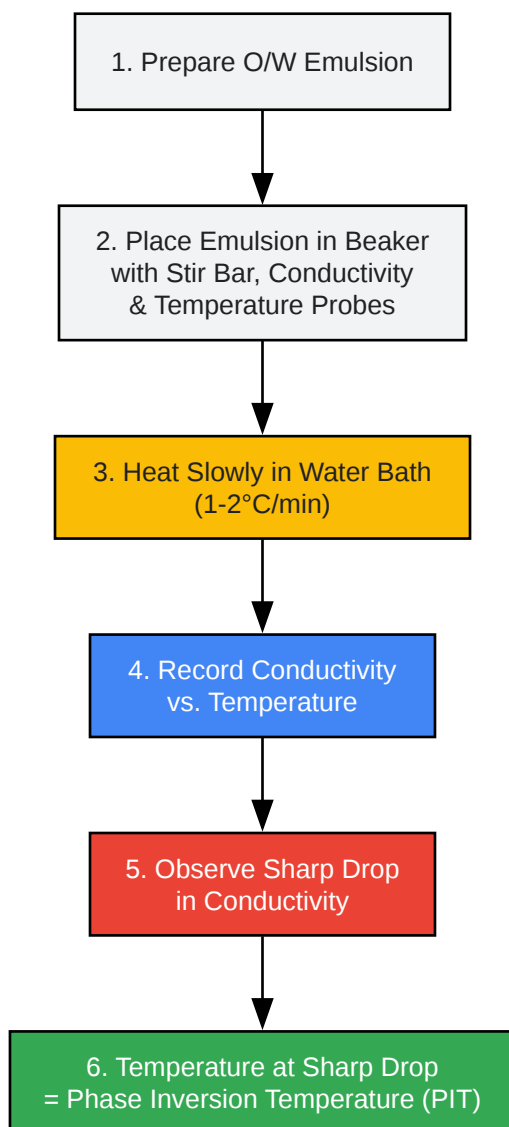 1. Prepare O/W Emulsion
2. Place Emulsion in Beaker
with Stir Bar, Conductivity
& Temperature Probes
3. Heat Slowly in Water Bath
(1-2°C/min)
4. Record Conductivity
vs. Temperature
5. Observe Sharp Drop
in Conductivity
6. Temperature at Sharp Drop
= Phase Inversion Temperature (PIT)